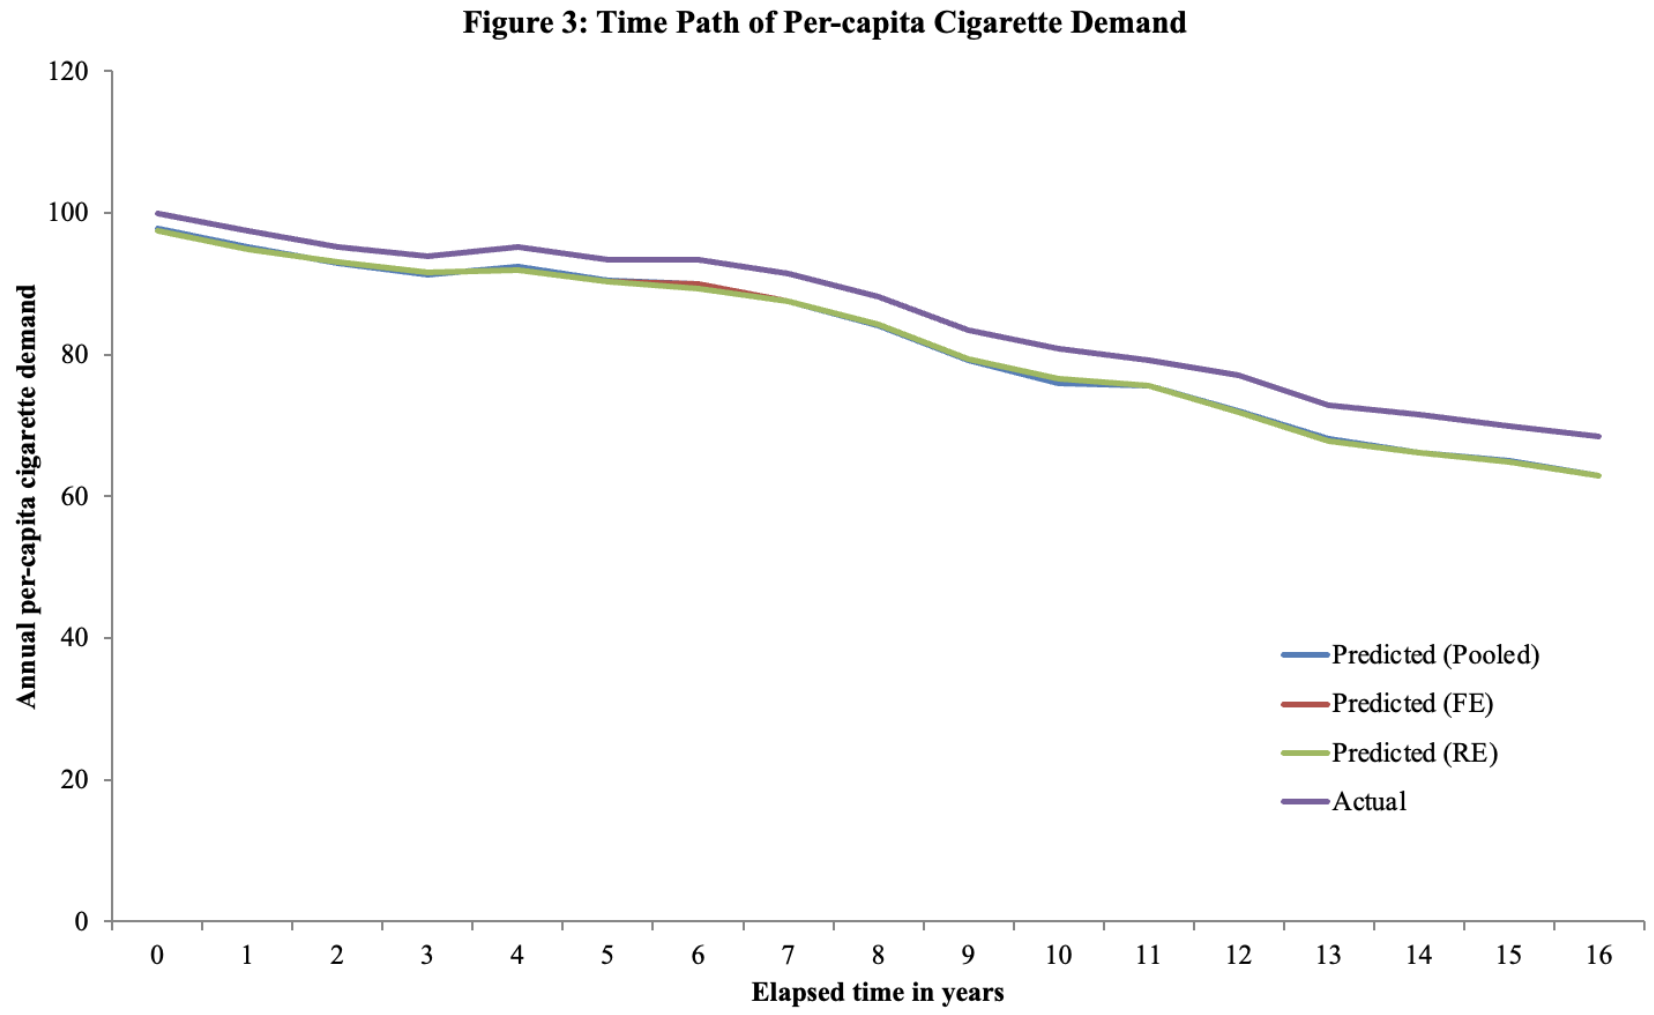 Figure 3: Time Path of Per-capita Cigarette Demand
120
100
80
60
40
20
0
Annual per-capita cigarette demand
Predicted (Pooled)
Predicted (FE)
Predicted (RE)
Actual
0 1 2 3 4 5 6 7 8 9 10 11 12 13 14 15 16
Elapsed time in years